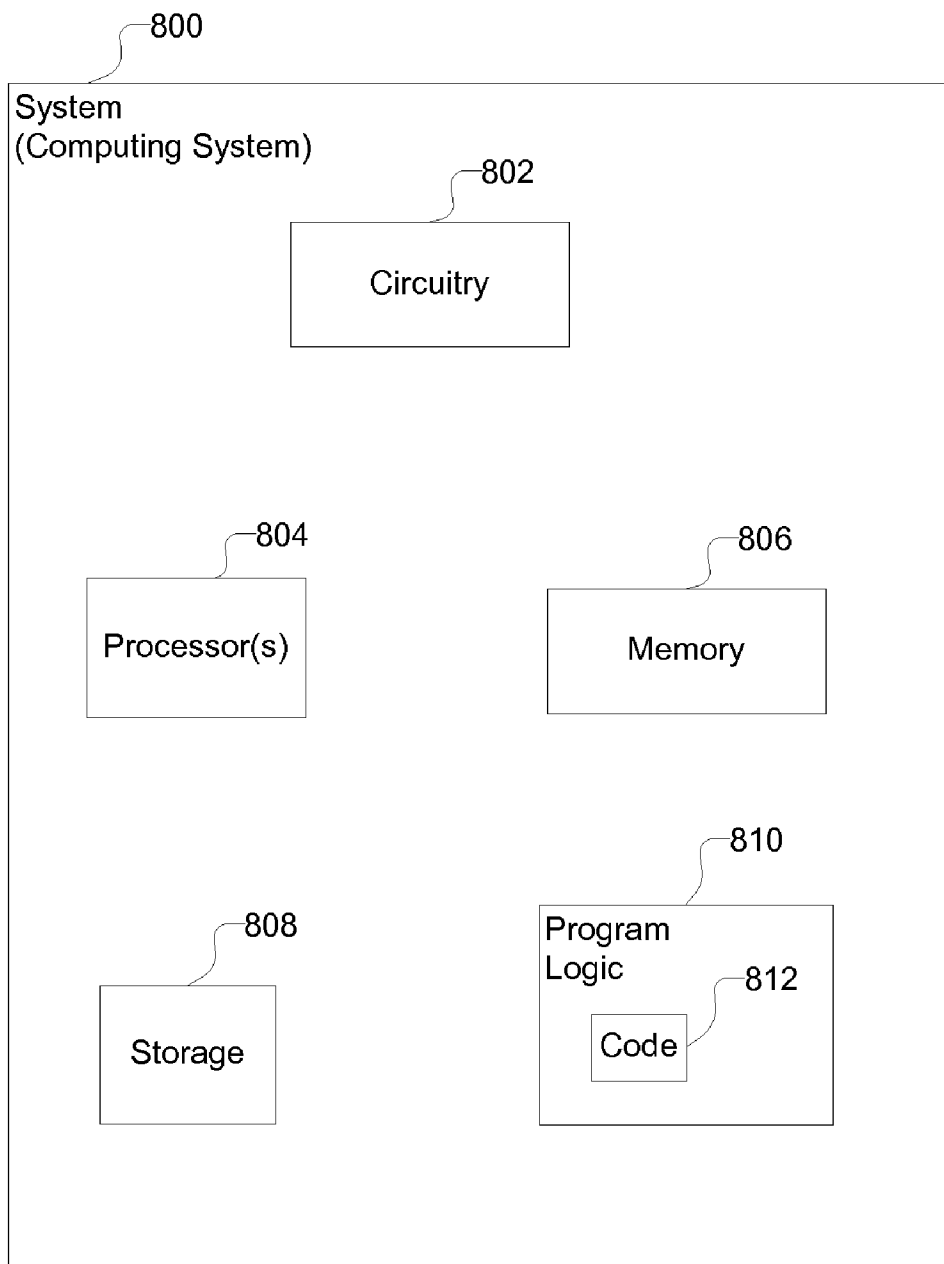 800
System
(Computing System)
802
Circuitry
804
806
Processor(s)
Memory
810
808
Program
Logic
812
Storage
Code